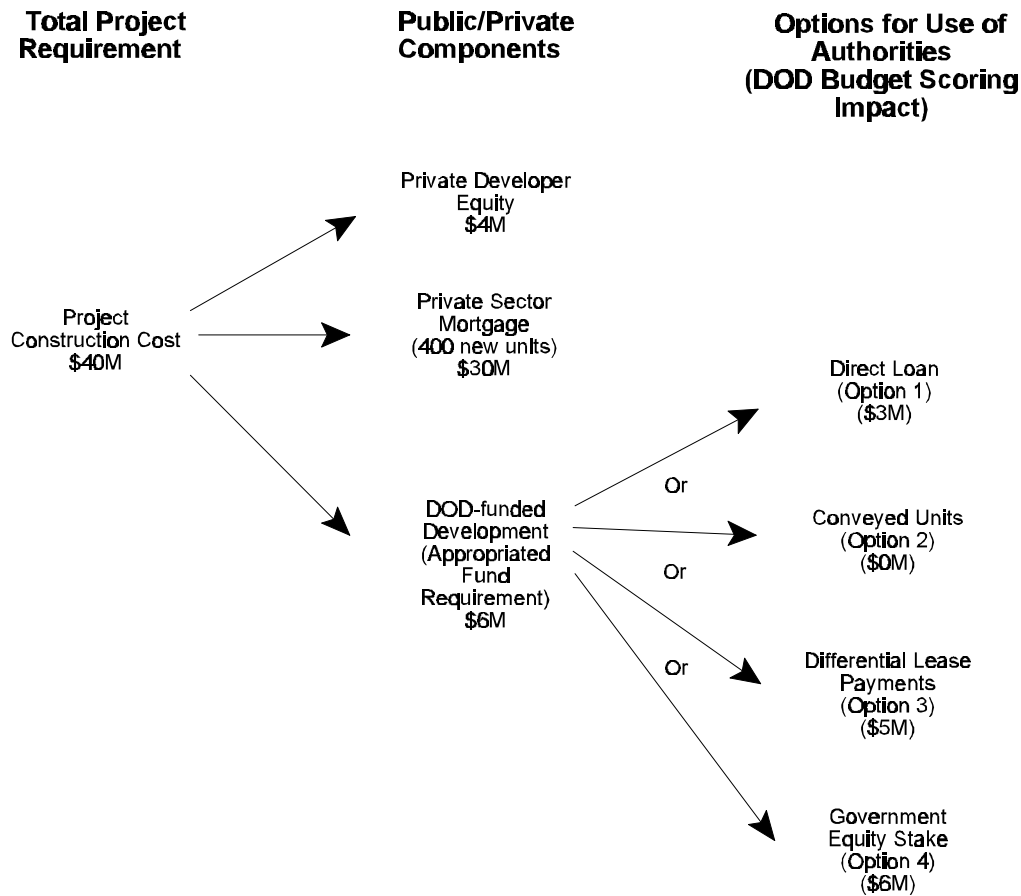 Total Project
Requirement
Public/Private
Components
Options for Use of
Authorities
(DOD Budget Scoring
Impact)
Project
Construction Cost
$40M
Private Developer
Equity
$4M
Private Sector
Mortgage
(400 new units)
$30M
DOD-funded
Development
(Appropriated
Fund
Requirement)
$6M
Or
Or
Or
Direct Loan
(Option 1)
($3M)
Conveyed Units
(Option 2)
($0M)
Differential Lease
Payments
(Option 3)
($5M)
Government
Equity Stake
(Option 4)
($6M)